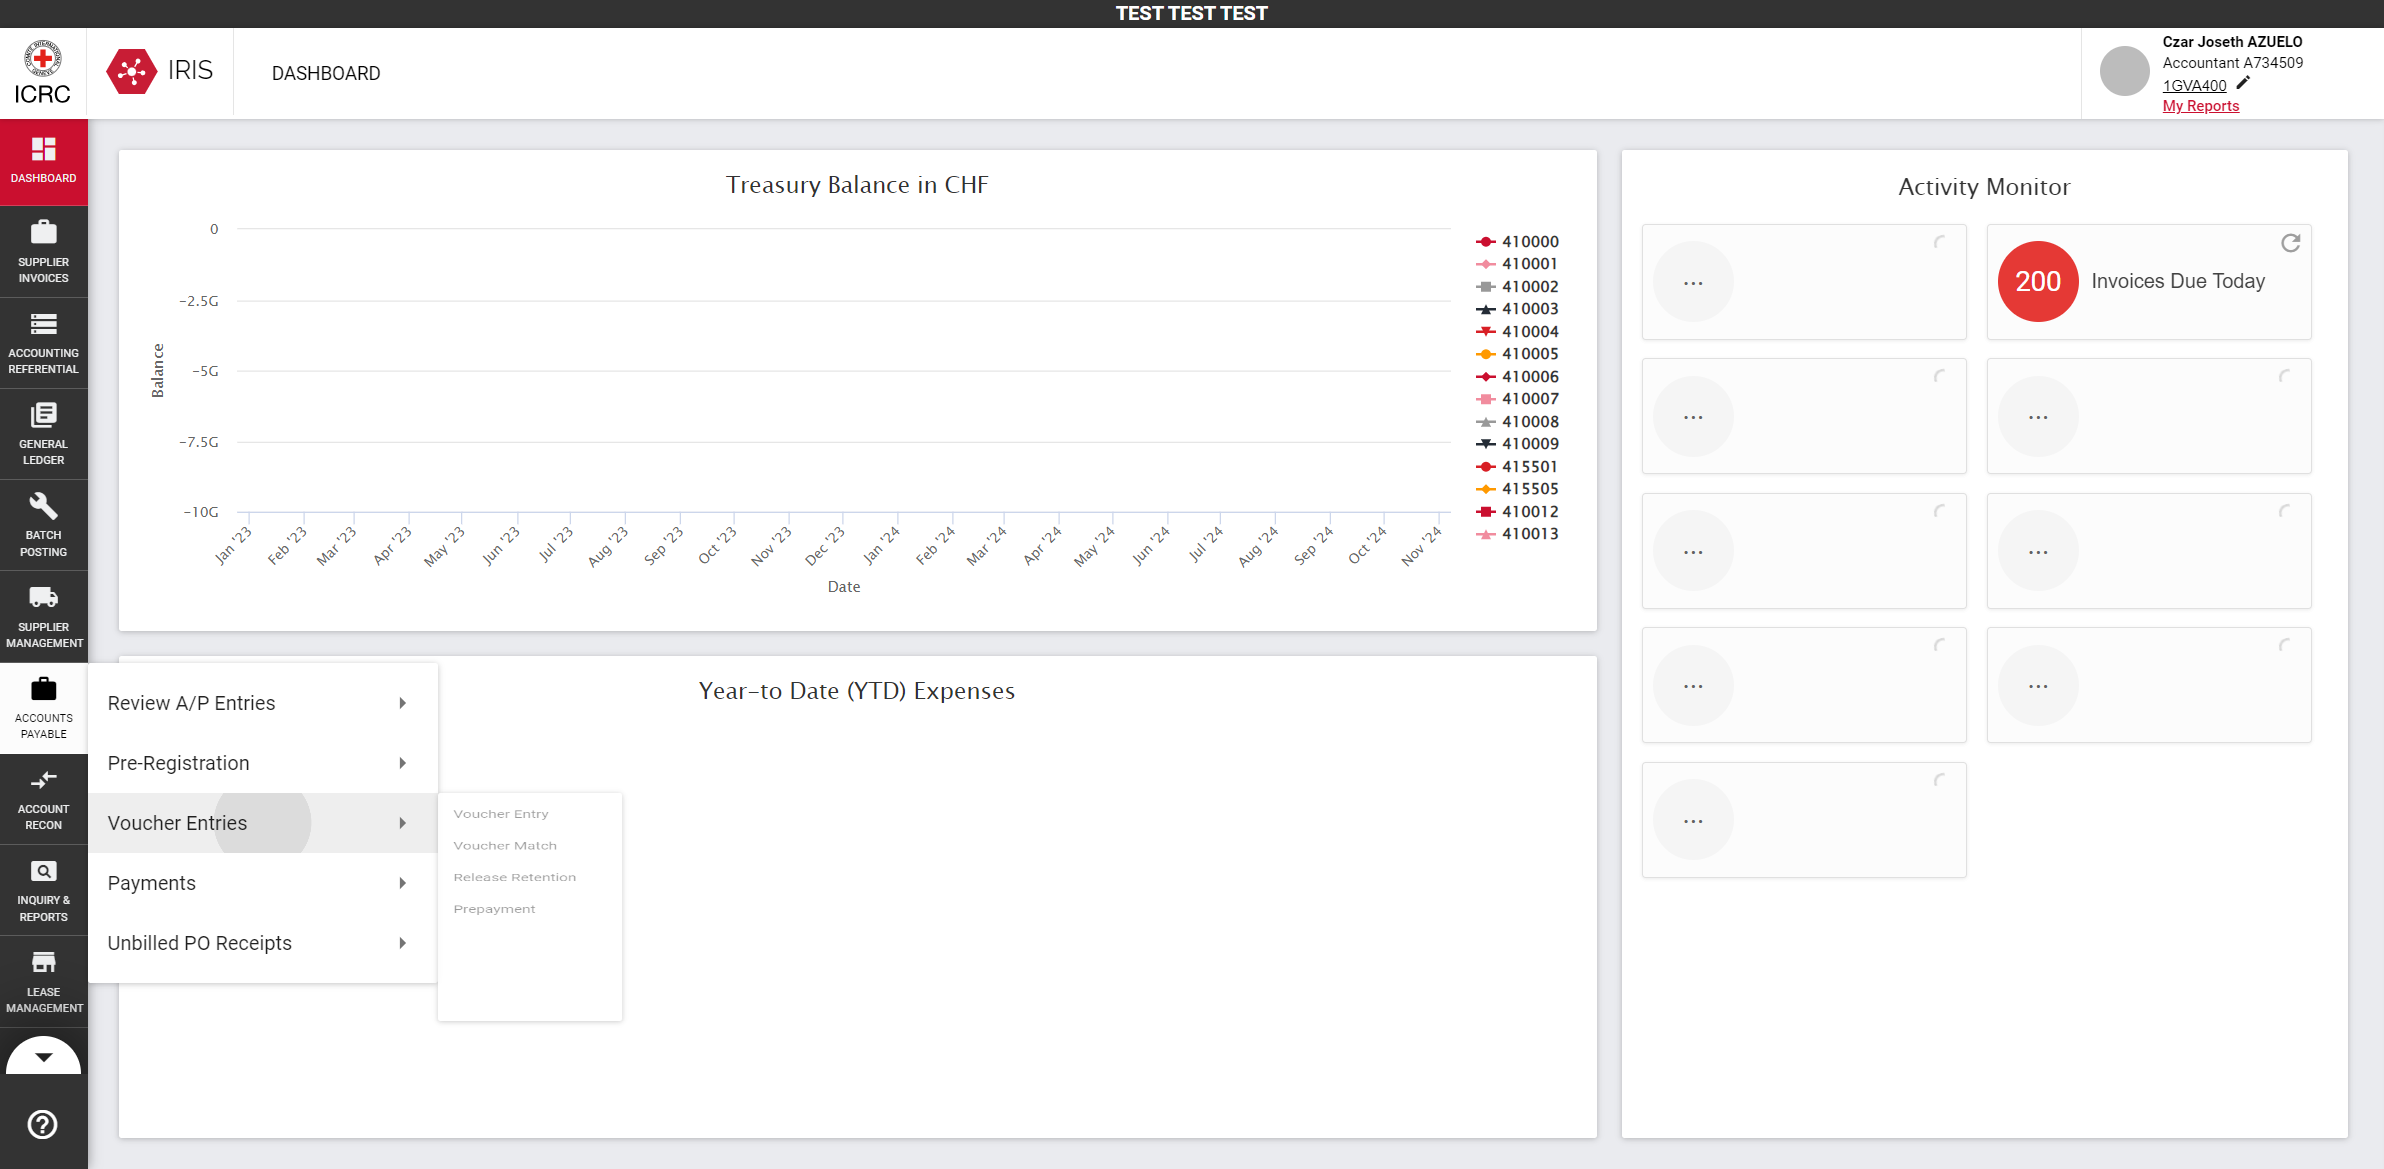 TEST TEST TEST
ICRC
IRIS
DASHBOARD
Czar Joseth AZUELO
Accountant A734509
1GVA400
My Reports
DASHBOARD
SUPPLIER
INVOICES
ACCOUNTING
REFERENTIAL
GENERAL
LEDGER
BATCH
POSTING
SUPPLIER
MANAGEMENT
ACCOUNTS
PAYABLE
ACCOUNT
RECON
INQUIRY &
REPORTS
LEASE
MANAGEMENT
Treasury Balance in CHF
0
−2.5G
−5G
−7.5G
−10G
Balance
Jan '23
Feb '23
Mar '23
Apr '23
May '23
Jun '23
Jul '23
Aug '23
Sep '23
Oct '23
Nov '23
Dec '23
Jan '24
Feb '24
Mar '24
Apr '24
May '24
Jun '24
Jul '24
Aug '24
Sep '24
Oct '24
Nov '24
Date
410000
410001
410002
410003
410004
410005
410006
410007
410008
410009
415501
415505
410012
410013
Year-to Date (YTD) Expenses
Review A/P Entries
Pre-Registration
Voucher Entries
Payments
Unbilled PO Receipts
Voucher Entry
Voucher Match
Release Retention
Prepayment
Activity Monitor
...
200
Invoices Due Today
...
...
...
...
...
...
...